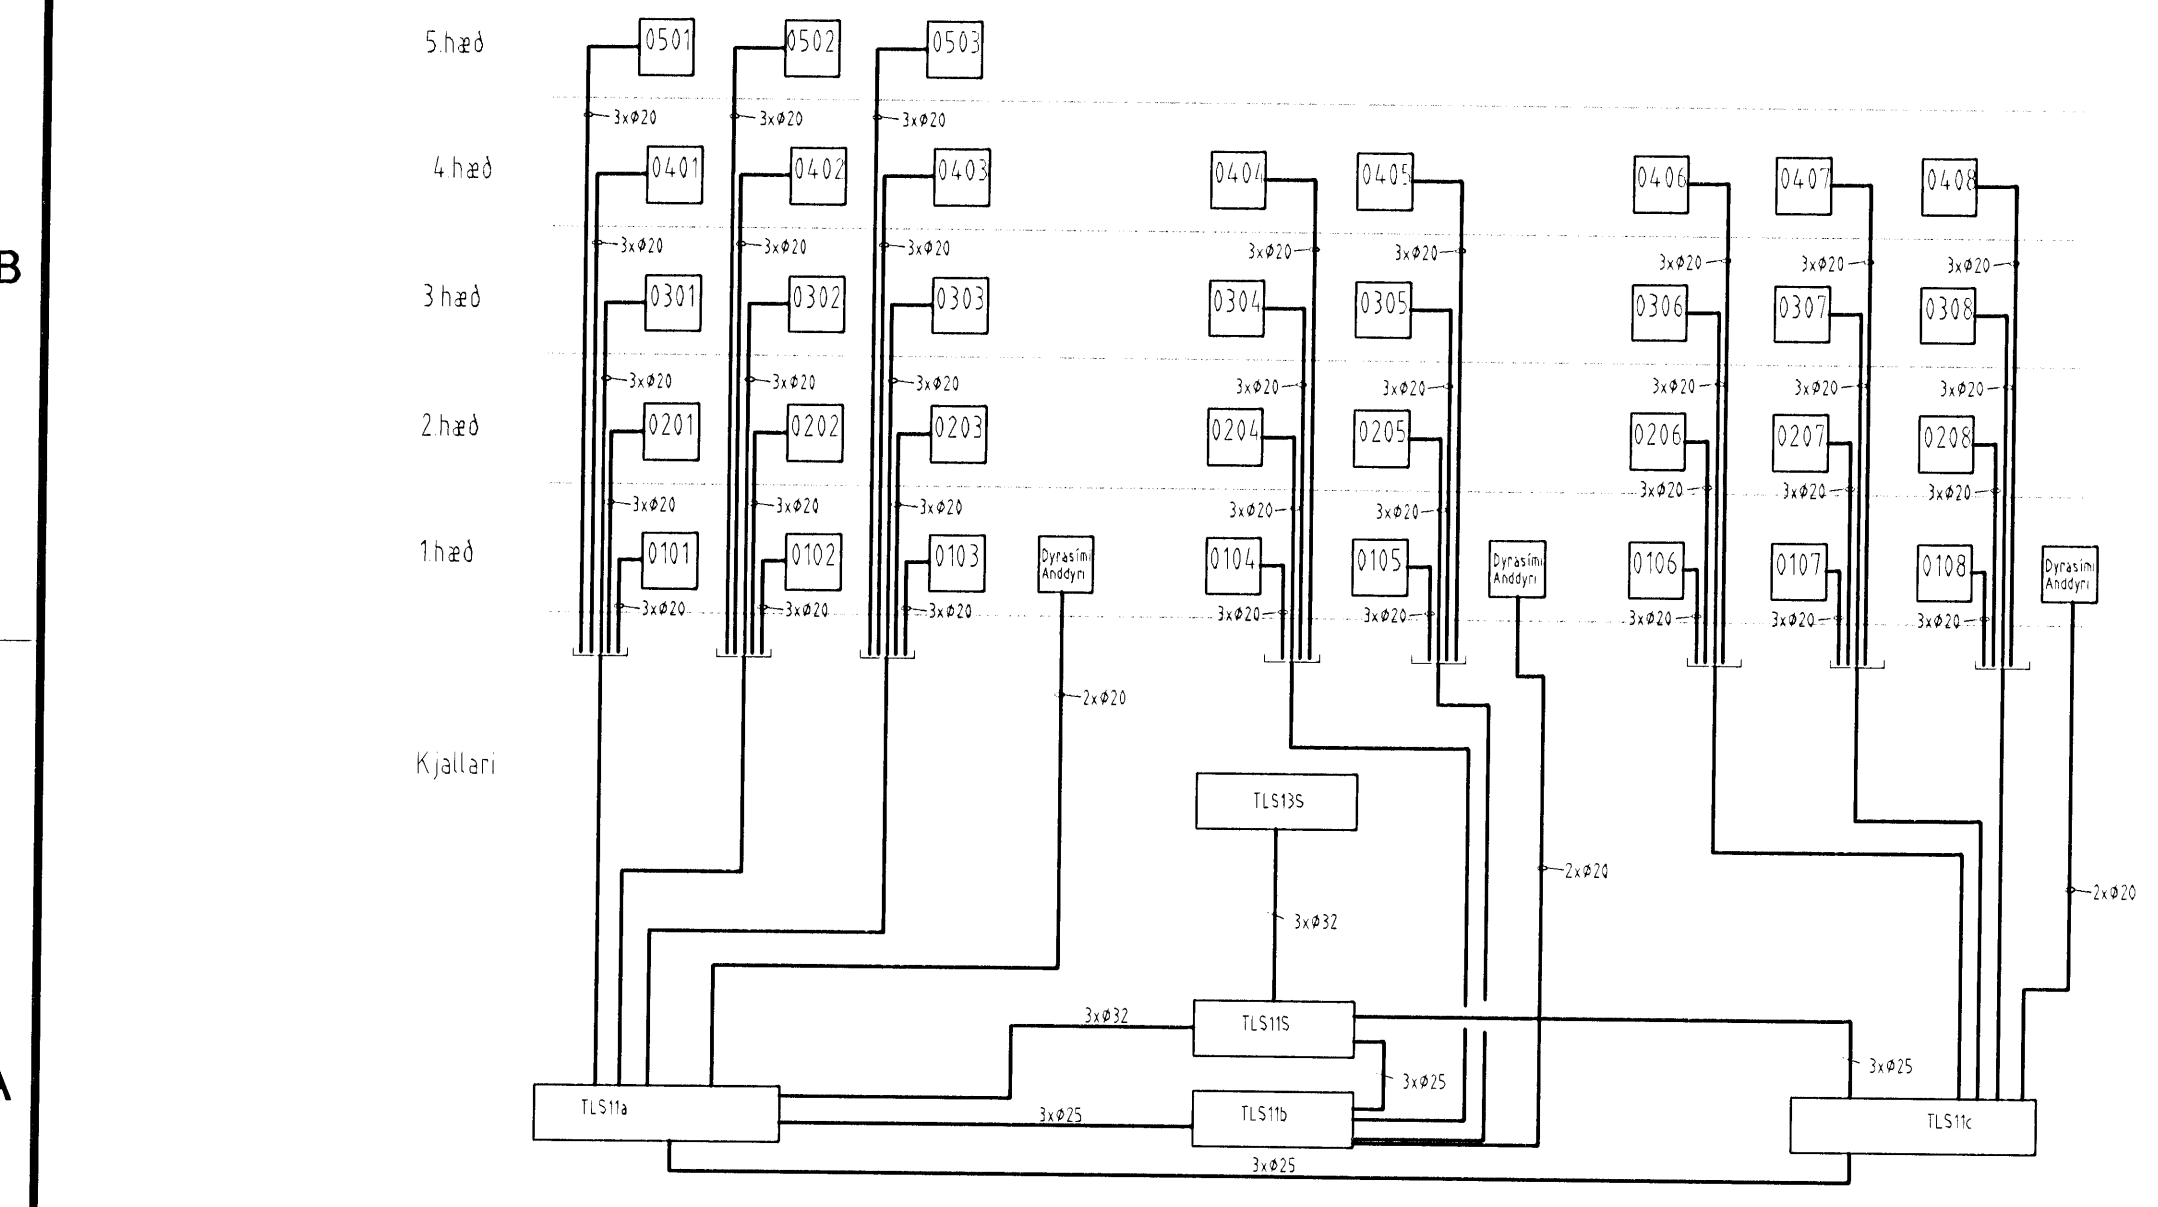 5.hæð
0501
0502
0503
3xø20
3xø20
3xø20
4.hæð
0401
0402
0403
0404
0405
0406
0407
0408
3xø20
3xø20
3xø20
3xø20
3xø20
3xø20
3xø20
3xø20
B
3 hæð
0301
0302
0303
0304
0305
0306
0307
0308
3xø20
3xø20
3xø20
3xø20
3xø20
3xø20
3xø20
3xø20
2.hæð
0201
0202
0203
0204
0205
0206
0207
0208
3xø20
3xø20
3xø20
3xø20
3xø20
3xø20
3xø20
3xø20
1.hæð
0101
0102
0103
Dyrasími
Anddyri
0104
0105
Dyrasími
Anddyri
0106
0107
0108
Dyrasími
Anddyri
3xø20
3xø20
3xø20
3xø20
3xø20
3xø20
3xø20
3xø20
2xø20
Kjallari
TLS13S
2xø20
2xø20
3xø32
3xø32
TLS11S
3xø25
3xø25
A
TLS11a
3xø25
TLS11b
TLS11c
3xø25